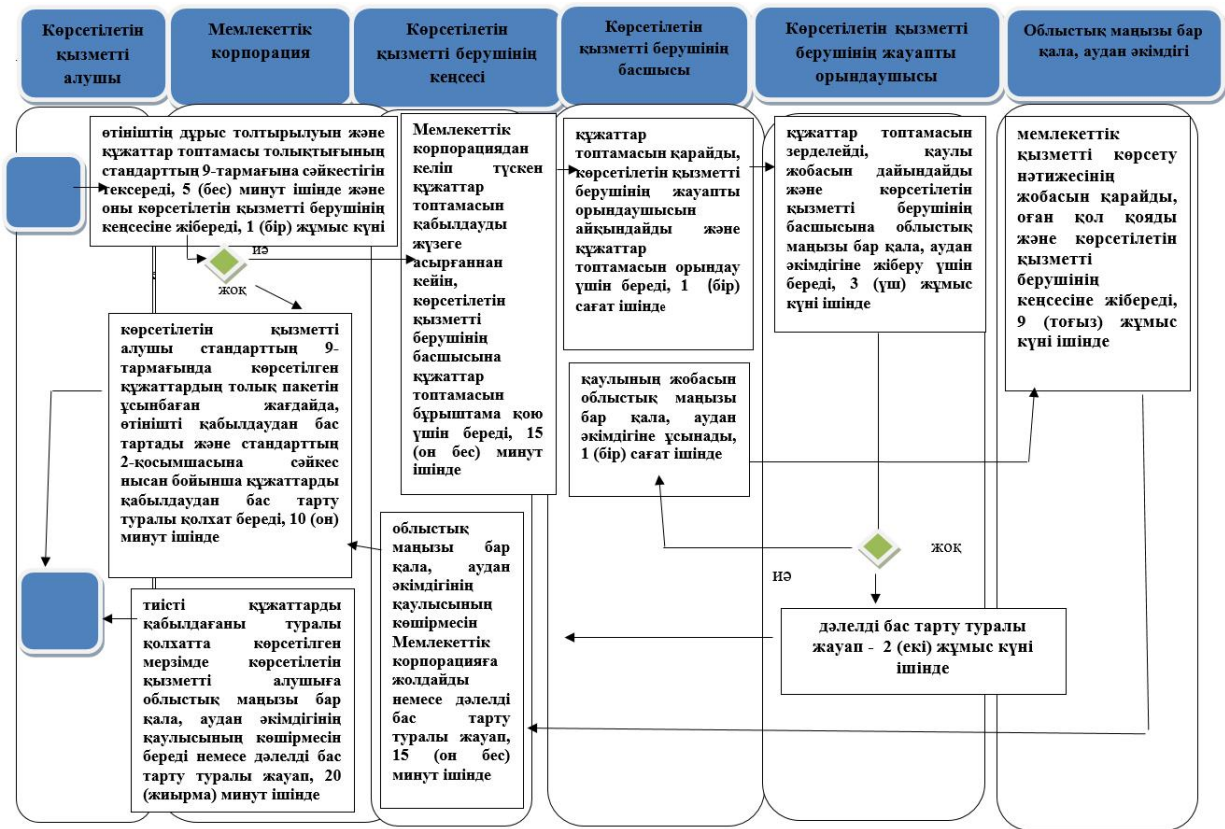 Көрсетілетін
қызметті
алушы
Мемлекеттік
корпорация
Көрсетілетін
қызметті берушінің
кеңсесі
Көрсетілетін
қызметті берушінің
басшысы
Көрсетілетін қызметті
берушінің жауапты
орындаушысы
Облыстық маңызы бар
қала, аудан әкімдігі
өтініштің дұрыс толтырылуын және
құжаттар топтамасы толықтығының
стандарттың 9-тармағына сәйкестігін
тексереді, 5 (бес) минут ішінде және
оны көрсетілетін қызметті берушінің
кеңсесіне жібереді, 1 (бір) жұмыс күні
иә
жоқ
көрсетілетін қызметті
алушы стандарттың 9-
тармағында көрсетілген
құжаттардың толық пакетін
ұсынбаған жағдайда,
өтінішті қабылдаудан бас
тартады және стандарттың
2-қосымшасына сәйкес
нысан бойынша құжаттарды
қабылдаудан бас тарту
туралы қолхат береді, 10 (он)
минут ішінде
тиісті құжаттарды
қабылдағаны туралы
қолхатта көрсетілген
мерзімде көрсетілетін
қызметті алушыға
облыстық маңызы бар
қала, аудан әкімдігінің
қаулысының көшірмесін
береді немесе дәлелді бас
тарту туралы жауап, 20
(жиырма) минут ішінде
Мемлекеттік
корпорациядан
келіп түскен
құжаттар
топтамасын
қабылдауды
жүзеге
асырғаннан
кейін,
көрсетілетін
қызметті
берушінің
басшысына
құжаттар
топтамасын
бұрыштама қою
үшін береді, 15
(он бес) минут
ішінде
облыстық
маңызы бар
қала, аудан
әкімдігінің
қаулысының
көшірмесін
Мемлекеттік
корпорацияға
жолдайды
немесе дәлелді
бас тарту
туралы жауап,
15 (он бес)
минут ішінде
құжаттар
топтамасын қарайды,
көрсетілетін қызметті
берушінің жауапты
орындаушысын
айқындайды және
құжаттар
топтамасын орындау
үшін береді, 1 (бір)
сағат ішінде
қаулының жобасын
облыстық маңызы
бар қала, аудан
әкімдігіне ұсынады,
1 (бір) сағат ішінде
құжаттар топтамасын
зерделейді, қаулы
жобасын дайындайды
және көрсетілетін
қызметті берушінің
басшысына облыстық
маңызы бар қала, аудан
әкімдігіне жіберу үшін
береді, 3 (үш) жұмыс
күні ішінде
жоқ
иә
дәлелді бас тарту туралы
жауап - 2 (екі) жұмыс күні
ішінде
мемлекеттік
қызметті көрсету
нәтижесінің
жобасын қарайды,
оған қол қояды
және көрсетілетін
қызметті
берушінің
кеңсесіне жібереді,
9 (тоғыз) жұмыс
күні ішінде